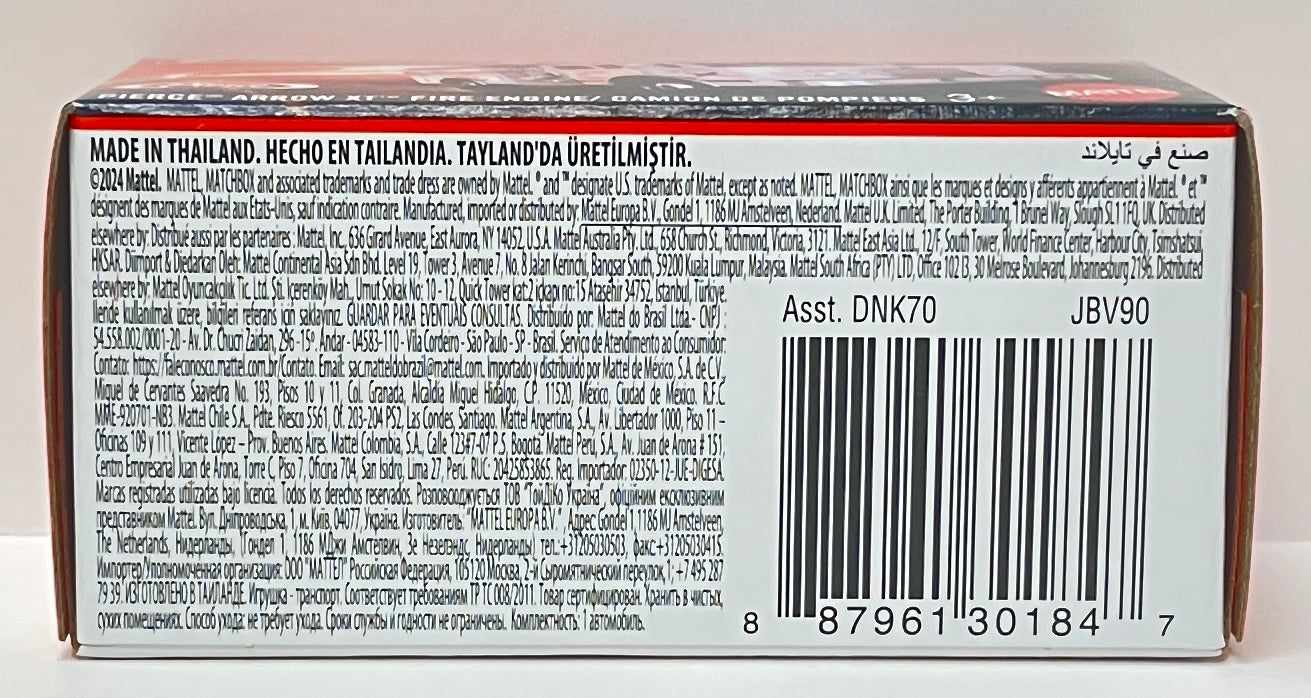 PIERCE™ ARROW XT™ FIRE ENGINE/ CAMION DE POMPIERS 3+ MATTEL
MADE IN THAILAND. HECHO EN TAILANDIA. TAYLAND'DA ÜRETİLMİŞTİR.
صنع في تايلاند
©2024 Mattel. MATTEL, MATCHBOX and associated trademarks and trade dress are owned by Mattel. ® and ™ designate U.S. trademarks of Mattel, except as noted. MATTEL, MATCHBOX ainsi que les marques et designs y afférents appartiennent à Mattel. ® et ™
désignent des marques de Mattel aux États-Unis, sauf indication contraire. Manufactured, imported or distributed by: Mattel Europa B.V., Gondel 1, 1186 MJ Amstelveen, Nederland. Mattel U.K. Limited, The Porter Building, 1 Brunel Way, Slough SL1 1FQ, UK. Distributed
elsewhere by: Distribué aussi par les partenaires : Mattel, Inc., 636 Girard Avenue, East Aurora, NY 14052, U.S.A. Mattel Australia Pty. Ltd., 658 Church St., Richmond, Victoria, 3121. Mattel East Asia Ltd., 12/F, South Tower, World Finance Center, Harbour City, Tsimshatsui,
HKSAR. Diimport & Diedarkan Oleh: Mattel Continental Asia Sdn Bhd. Level 19, Tower 3, Avenue 7, No. 8 Jalan Kerinchi, Bangsar South, 59200 Kuala Lumpur, Malaysia. Mattel South Africa (PTY) LTD, Office 102 I3, 30 Melrose Boulevard, Johannesburg 2196. Distributed
elsewhere by: Mattel Oyuncakçılık Tic. Ltd. Şti. İçerenköy Mah., Umut Sokak No: 10 - 12, Quick Tower kat:2 iç kapı no:15 Ataşehir 34752, İstanbul, Türkiye.
İleride kullanılmak üzere, bilgileri referans için saklayınız. GUARDAR PARA EVENTUAIS CONSULTAS. Distribuído por: Mattel do Brasil Ltda.- CNPJ :
54.558.002/0001-20 - Av. Dr. Chucri Zaidan, 296 -15º. Andar - 04583-110 - Vila Cordeiro - São Paulo - SP - Brasil. Serviço de Atendimento ao Consumidor:
Contato: https://faleconosco.mattel.com.br/Contato. Email: sac.matteldobrazil@mattel.com. Importado y distribuido por Mattel de México, S.A. de C.V.,
Miguel de Cervantes Saavedra No. 193, Pisos 10 y 11, Col. Granada, Alcaldía Miguel Hidalgo, C.P. 11520, México, Ciudad de México. R.F.C.
MME-920701-NB3. Mattel Chile S.A., Pdte. Riesco 5561, Of. 203-204 PS2, Las Condes, Santiago. Mattel Argentina, S.A., Av. Libertador 1000, Piso 11 –
Oficinas 109 y 111, Vicente López – Prov. Buenos Aires. Mattel Colombia, S.A., Calle 123#7-07 P.5, Bogotá. Mattel Perú, S.A., Av. Juan de Arona # 151,
Centro Empresarial Juan de Arona, Torre C, Piso 7, Oficina 704, San Isidro, Lima 27, Perú. RUC: 20425853865. Reg. Importador: 02350-12-JUE-DIGESA.
Marcas registradas utilizadas bajo licencia. Todos los derechos reservados. Розповсюджується ТОВ "ТойДіКо Україна", офіційним ексклюзивним
представником Mattel. Вул. Дніпроводська, 1, м. Київ, 04077, Україна. Изготовитель: "MATTEL EUROPA B.V.", Адрес: Gondel 1, 1186 MJ Amstelveen,
The Netherlands, Нидерланды, (Гондел 1, 1186 МДжи Амстелвин, Зе Незелэндс, Нидерланды) тел.:+31205030503, факс:+31205030415.
Импортер/Уполномоченная организация: ООО "МАТТЕЛ" Российская Федерация, 105120 Москва, 2-й Сыромятнический переулок, 1; +7 495 287
79 39. ИЗГОТОВЛЕНО В ТАИЛАНДЕ. Игрушка - транспорт. Соответствует требованиям ТР ТС 008/2011. Товар сертифицирован. Хранить в чистых,
сухих помещениях. Способ ухода: не требует ухода. Сроки службы и годности не ограничены. Комплектность: 1 автомобиль.
Asst. DNK70 JBV90
8 87961 30184 7